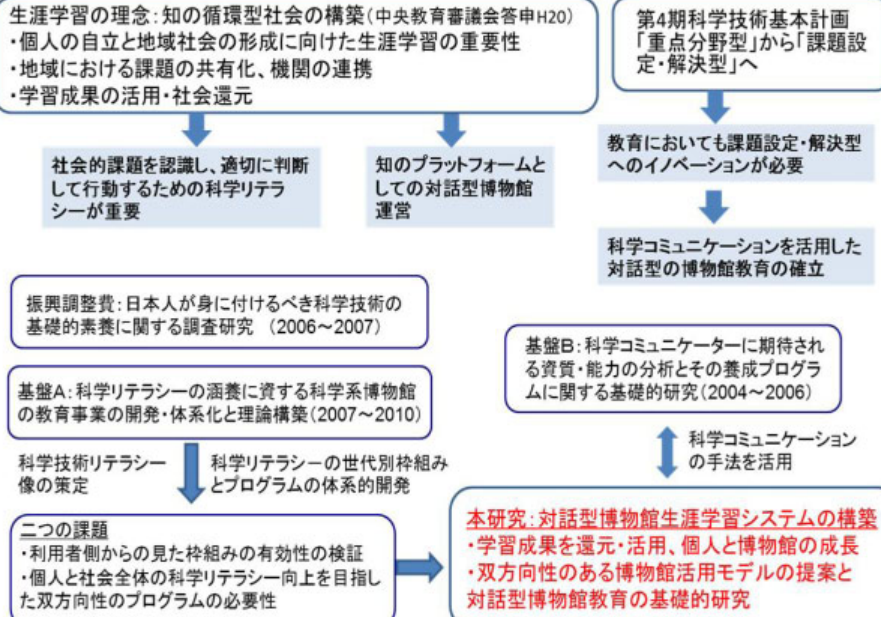 生涯学習の理念：知の循環型社会の構築（中央教育審議会答申H20）
・個人の自立と地域社会の形成に向けた生涯学習の重要性
・地域における課題の共有化、機関の連携
・学習成果の活用・社会還元
第4期科学技術基本計画
「重点分野型」から「課題設
定・解決型」へ
社会的課題を認識し、適切に判断
して行動するための科学リテラ
シーが重要
知のプラットフォームと
しての対話型博物館
運営
教育においても課題設定・解決型
へのイノベーションが必要
科学コミュニケーションを活用した
対話型の博物館教育の確立
振興調整費：日本人が身に付けるべき科学技術の
基礎的素養に関する調査研究　（2006～2007）
基盤A：科学リテラシーの涵養に資する科学系博物館
の教育事業の開発・体系化と理論構築（2007～2010）
基盤B：科学コミュニケーターに期待され
る資質・能力の分析とその養成プログラ
ムに関する基礎的研究（2004～2006）
科学技術リテラシー
像の策定
科学リテラシーの世代別枠組み
とプログラムの体系的開発
科学コミュニケーション
の手法を活用
二つの課題
・利用者側からの見た枠組みの有効性の検証
・個人と社会全体の科学リテラシー向上を目指し
た双方向性のプログラムの必要性
本研究：対話型博物館生涯学習システムの構築
・学習成果を還元・活用、個人と博物館の成長
・双方向性のある博物館活用モデルの提案と
対話型博物館教育の基礎的研究